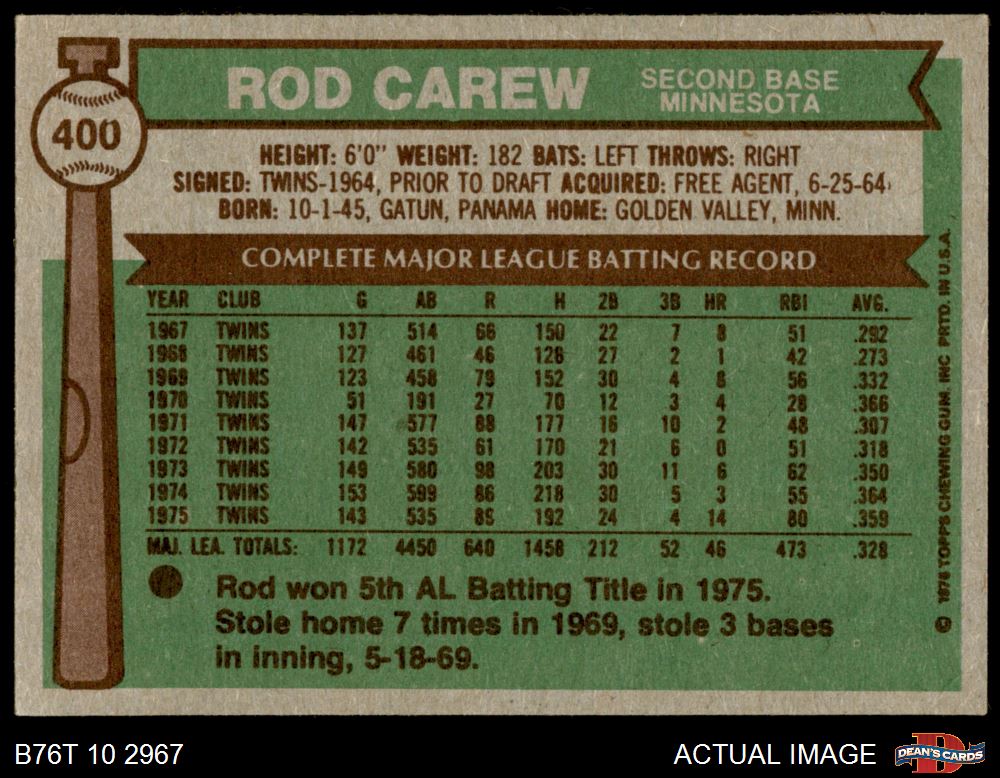 ROD CAREW SECOND BASE
MINNESOTA
400
HEIGHT: 6'0" WEIGHT: 182 BATS: LEFT THROWS: RIGHT
SIGNED: TWINS-1964, PRIOR TO DRAFT ACQUIRED: FREE AGENT, 6-25-64
BORN: 10-1-45, GATUN, PANAMA HOME: GOLDEN VALLEY, MINN.
COMPLETE MAJOR LEAGUE BATTING RECORD
YEAR CLUB G AB R H 2B 3B HR RBI AVG.
1967 TWINS 137 514 66 150 22 7 8 51 .292
1968 TWINS 127 461 46 126 27 2 1 42 .273
1969 TWINS 123 458 79 152 30 4 8 56 .332
1970 TWINS 51 191 27 70 12 3 4 28 .366
1971 TWINS 147 577 88 177 16 10 2 48 .307
1972 TWINS 142 535 61 170 21 6 0 51 .318
1973 TWINS 149 580 98 203 30 11 6 62 .350
1974 TWINS 153 599 86 218 30 5 3 55 .364
1975 TWINS 143 535 89 192 24 4 14 80 .359
MAJ. LEA. TOTALS: 1172 4450 640 1458 212 52 46 473 .328
Rod won 5th AL Batting Title in 1975.
Stole home 7 times in 1969, stole 3 bases
in inning, 5-18-69.
© 1976 TOPPS CHEWING GUM. INC PRTD. IN U.S.A.
B76T 10 2967 ACTUAL IMAGE DEAN'S CARDS